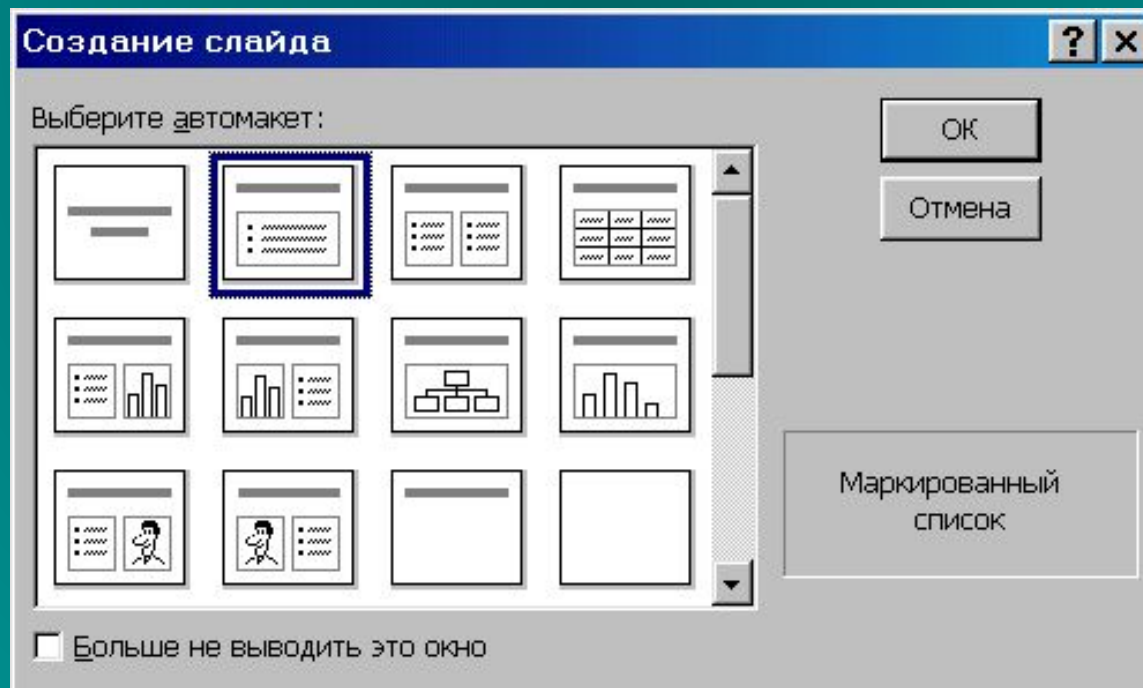 Создание слайда
Выберите автомакет:
ОК
Отмена
Маркированный
список
Больше не выводить это окно